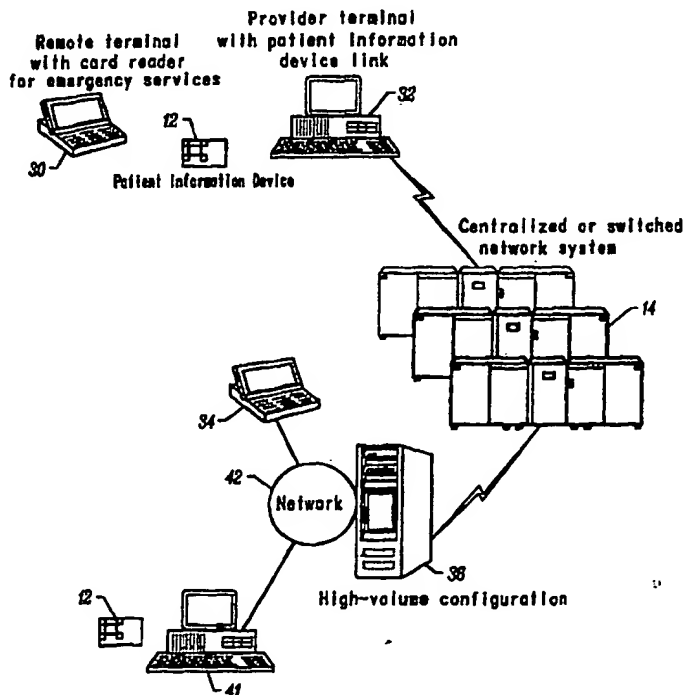 Provider terminal
with patient information
device link
Remote terminal
with card reader
for emergency services
32
12
30
Patient Information Device
Centralized or switched
network system
14
34
42
Network
36
High-volume configuration
12
41